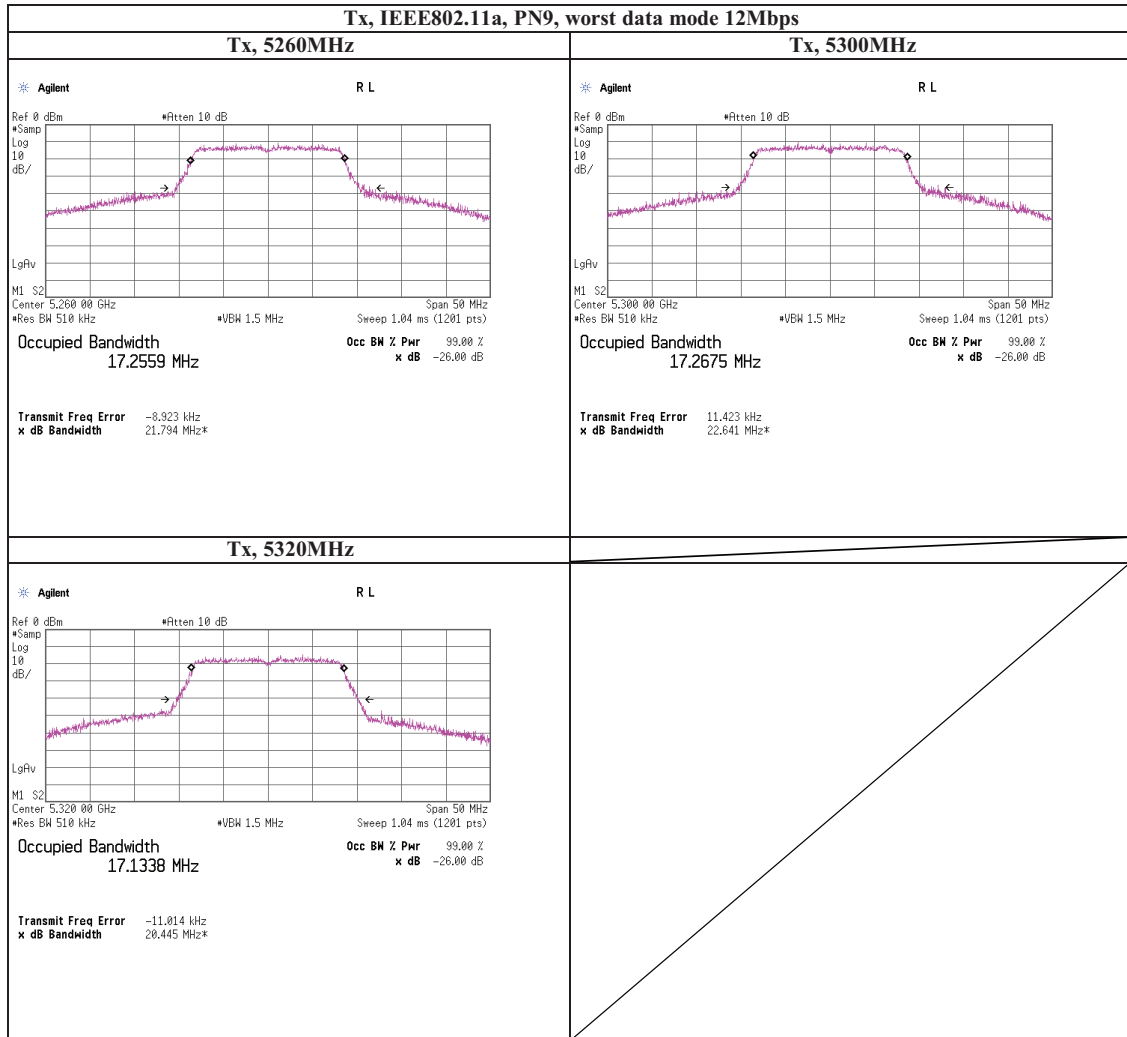 Tx, IEEE802.11a, PN9, worst data mode 12Mbps
Tx, 5260MHz
Agilent R L
Ref 0 dBm #Atten 10 dB
#Samp
Log
10
dB/
LgAv
M1 S2
Center 5.260 00 GHz Span 50 MHz
#Res BW 510 kHz #VBW 1.5 MHz Sweep 1.04 ms (1201 pts)
Occupied Bandwidth Occ BW % Pwr 99.00 %
17.2559 MHz x dB -26.00 dB
Transmit Freq Error -8.923 kHz
x dB Bandwidth 21.794 MHz*
Tx, 5300MHz
Agilent R L
Ref 0 dBm #Atten 10 dB
#Samp
Log
10
dB/
LgAv
M1 S2
Center 5.300 00 GHz Span 50 MHz
#Res BW 510 kHz #VBW 1.5 MHz Sweep 1.04 ms (1201 pts)
Occupied Bandwidth Occ BW % Pwr 99.00 %
17.2675 MHz x dB -26.00 dB
Transmit Freq Error 11.423 kHz
x dB Bandwidth 22.641 MHz*
Tx, 5320MHz
Agilent R L
Ref 0 dBm #Atten 10 dB
#Samp
Log
10
dB/
LgAv
M1 S2
Center 5.320 00 GHz Span 50 MHz
#Res BW 510 kHz #VBW 1.5 MHz Sweep 1.04 ms (1201 pts)
Occupied Bandwidth Occ BW % Pwr 99.00 %
17.1338 MHz x dB -26.00 dB
Transmit Freq Error -11.014 kHz
x dB Bandwidth 20.445 MHz*